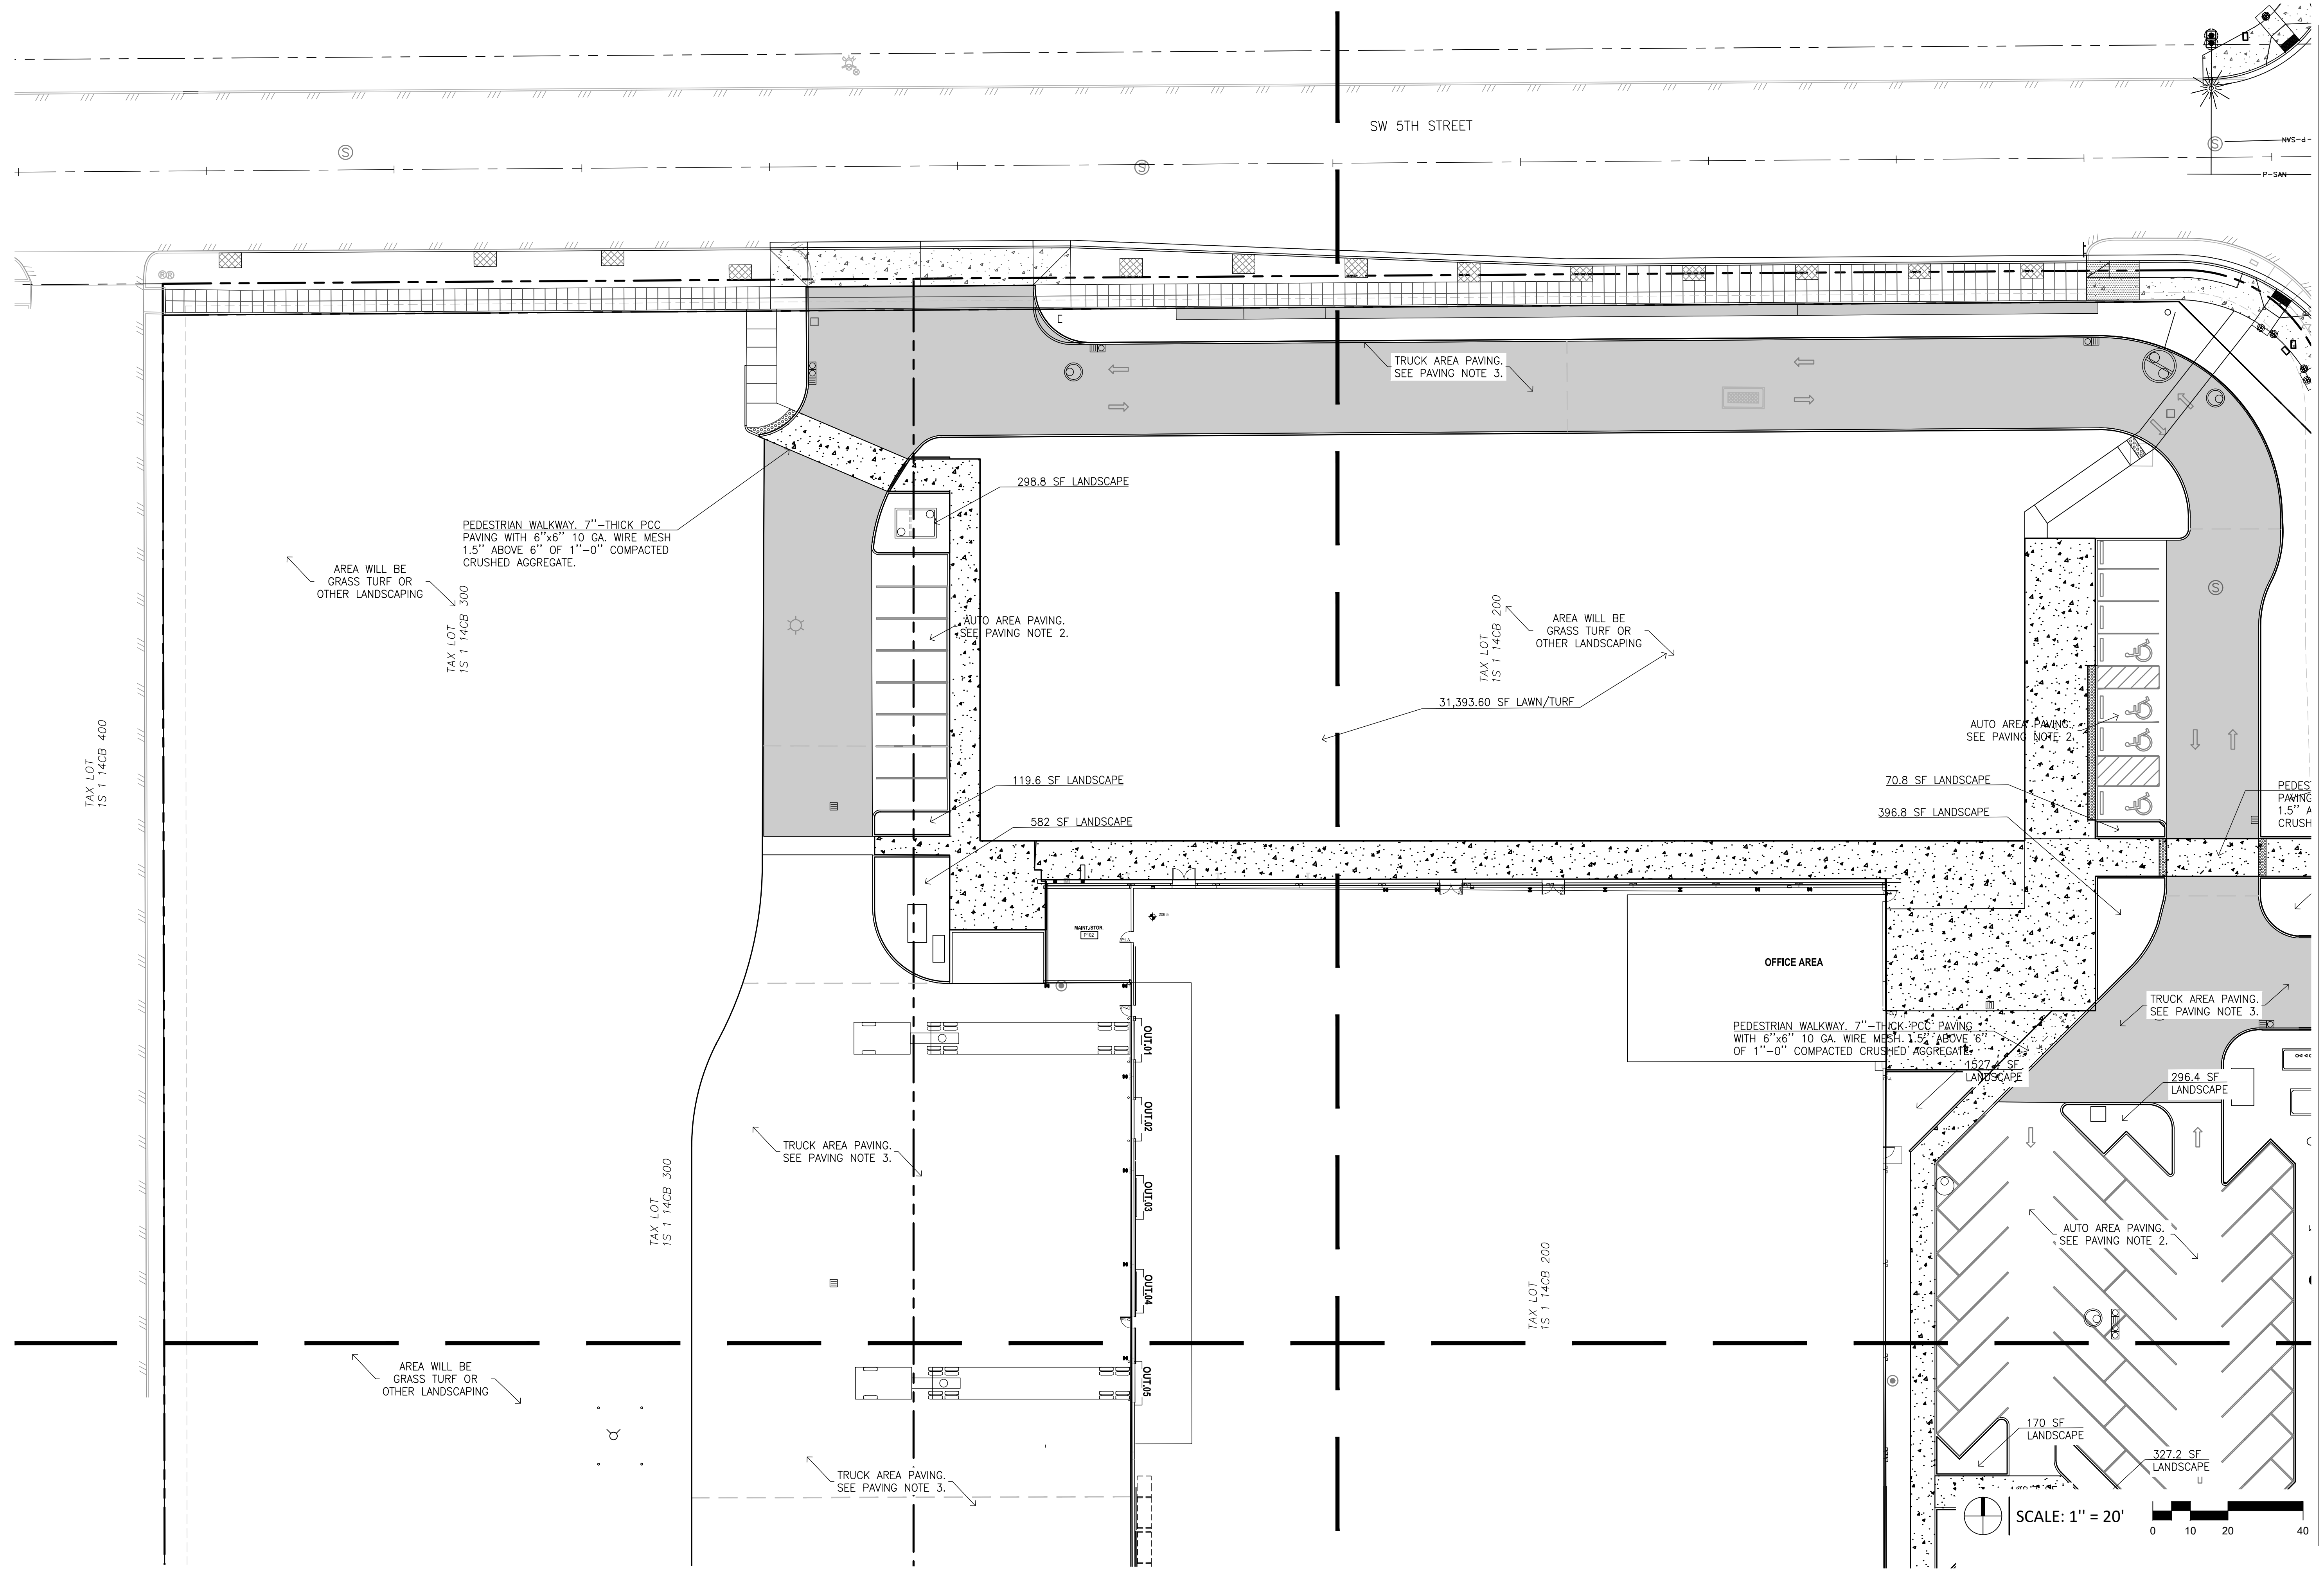 SW 5TH STREET
P-SAN
P-SAN
TRUCK AREA PAVING.
SEE PAVING NOTE 3.
298.8 SF LANDSCAPE
PEDESTRIAN WALKWAY. 7''-THICK PCC
PAVING WITH 6''x6'' 10 GA. WIRE MESH
1.5'' ABOVE 6'' OF 1''-0'' COMPACTED
CRUSHED AGGREGATE.
AREA WILL BE
GRASS TURF OR
OTHER LANDSCAPING
TAX LOT
1S 1 14CB 300
AUTO AREA PAVING.
SEE PAVING NOTE 2.
TAX LOT
1S 1 14CB 200
AREA WILL BE
GRASS TURF OR
OTHER LANDSCAPING
31,393.60 SF LAWN/TURF
AUTO AREA PAVING.
SEE PAVING NOTE 2.
TAX LOT
1S 1 14CB 400
119.6 SF LANDSCAPE
70.8 SF LANDSCAPE
PEDES
PAVING
1.5'' A
CRUSH
582 SF LANDSCAPE
396.8 SF LANDSCAPE
MAINT./STOR.
P102
OFFICE AREA
TRUCK AREA PAVING.
SEE PAVING NOTE 3.
PEDESTRIAN WALKWAY. 7''-THICK PCC PAVING
WITH 6''x6'' 10 GA. WIRE MESH 1.5'' ABOVE 6''
OF 1''-0'' COMPACTED CRUSHED AGGREGATE.
1527.4 SF
LANDSCAPE
296.4 SF
LANDSCAPE
OUT.01
OUT.02
OUT.03
OUT.04
OUT.05
TRUCK AREA PAVING.
SEE PAVING NOTE 3.
TAX LOT
1S 1 14CB 300
TAX LOT
1S 1 14CB 200
AUTO AREA PAVING.
SEE PAVING NOTE 2.
AREA WILL BE
GRASS TURF OR
OTHER LANDSCAPING
170 SF
LANDSCAPE
327.2 SF
LANDSCAPE
TRUCK AREA PAVING.
SEE PAVING NOTE 3.
SCALE: 1'' = 20'
0 10 20 40